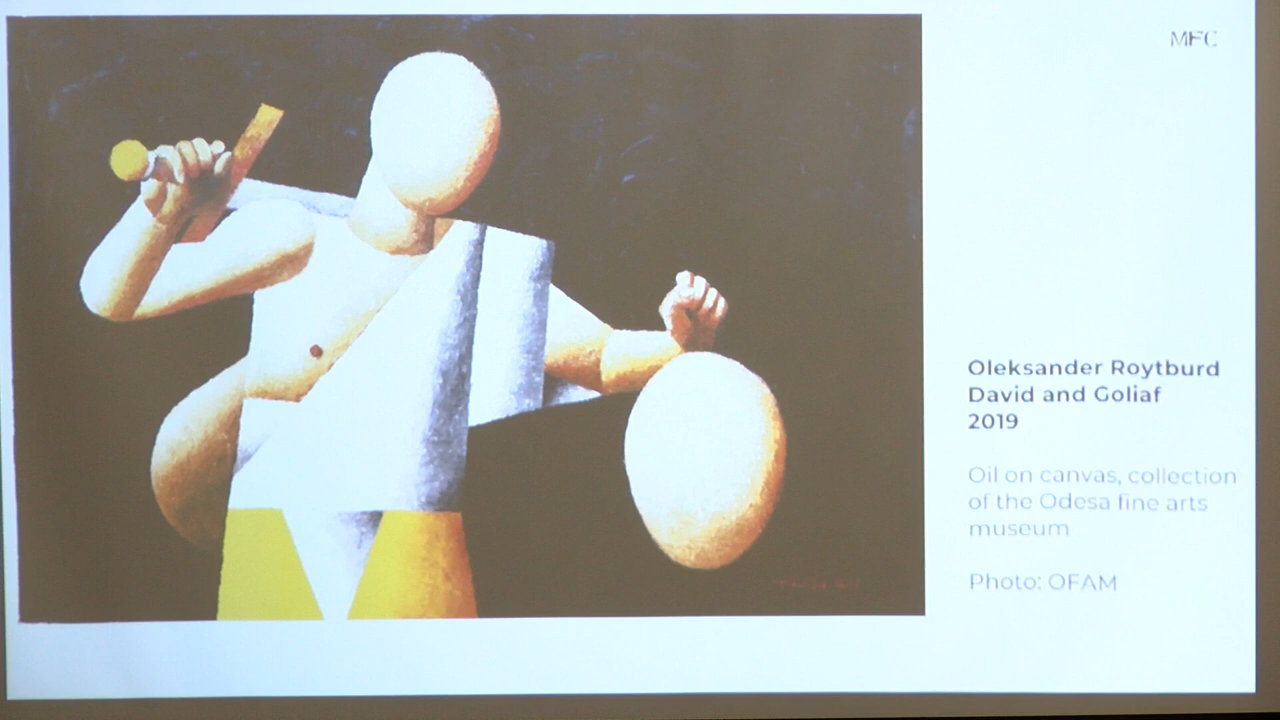 MFC
Oleksander Roytburd
David and Goliaf
2019
Oil on canvas, collection
of the Odesa fine arts
museum
Photo: OFAM